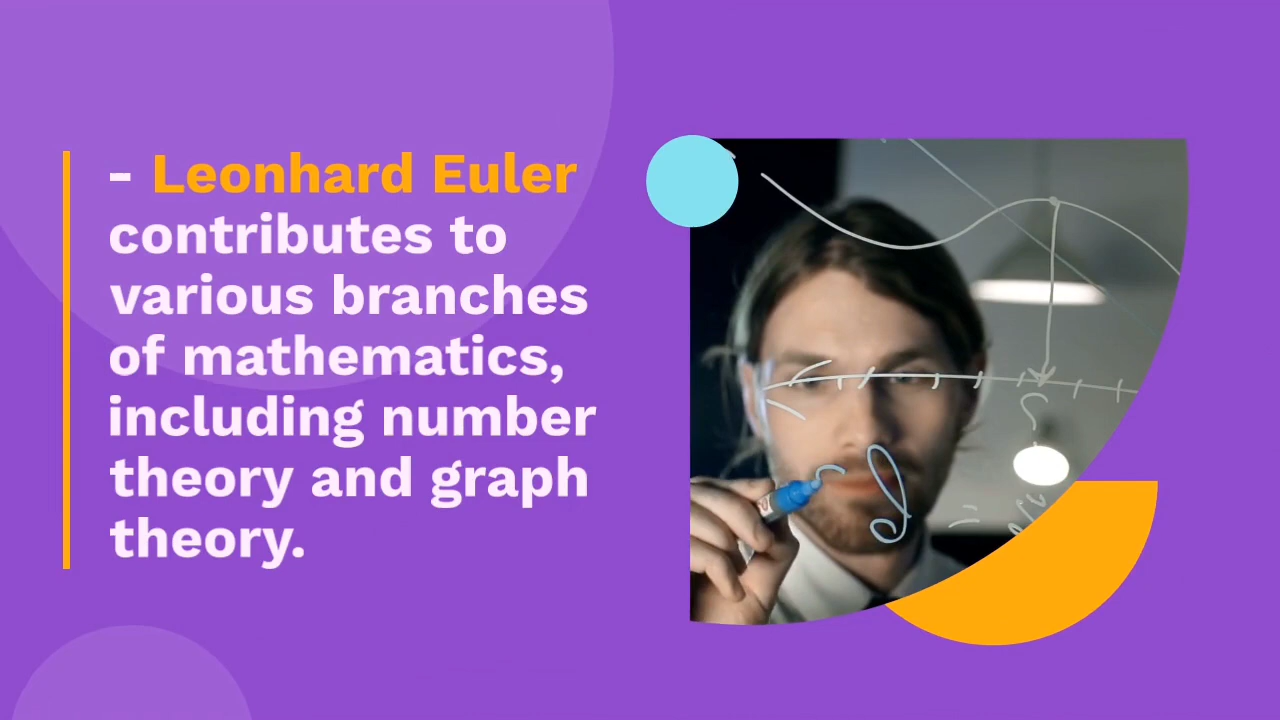 - Leonhard Euler
contributes to
various branches
of mathematics,
including number
theory and graph
theory.